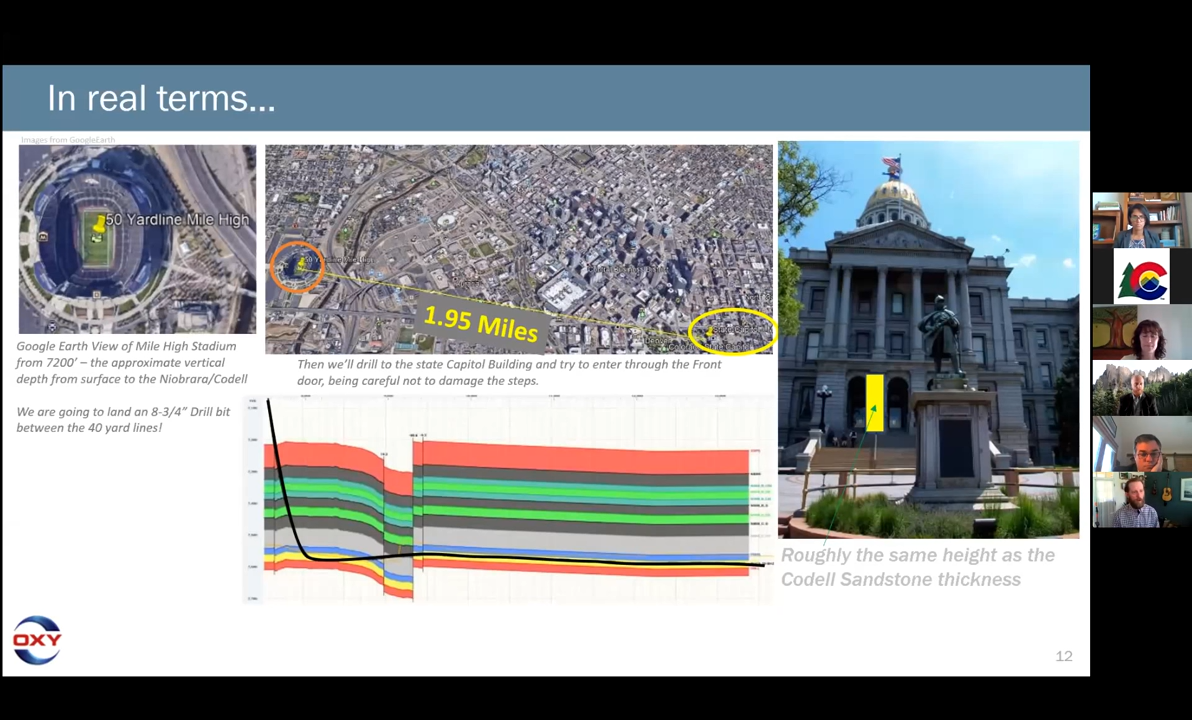 In real terms...
Images from GoogleEarth
50 Yardline Mile High
Google Earth View of Mile High Stadium
from 7200' – the approximate vertical
depth from surface to the Niobrara/Codell
We are going to land an 8-3/4” Drill bit
between the 40 yard lines!
50 Yardline Mile High
1.95 Miles
Then we’ll drill to the state Capitol Building and try to enter through the Front
door, being careful not to damage the steps.
Roughly the same height as the
Codell Sandstone thickness
OXY
12